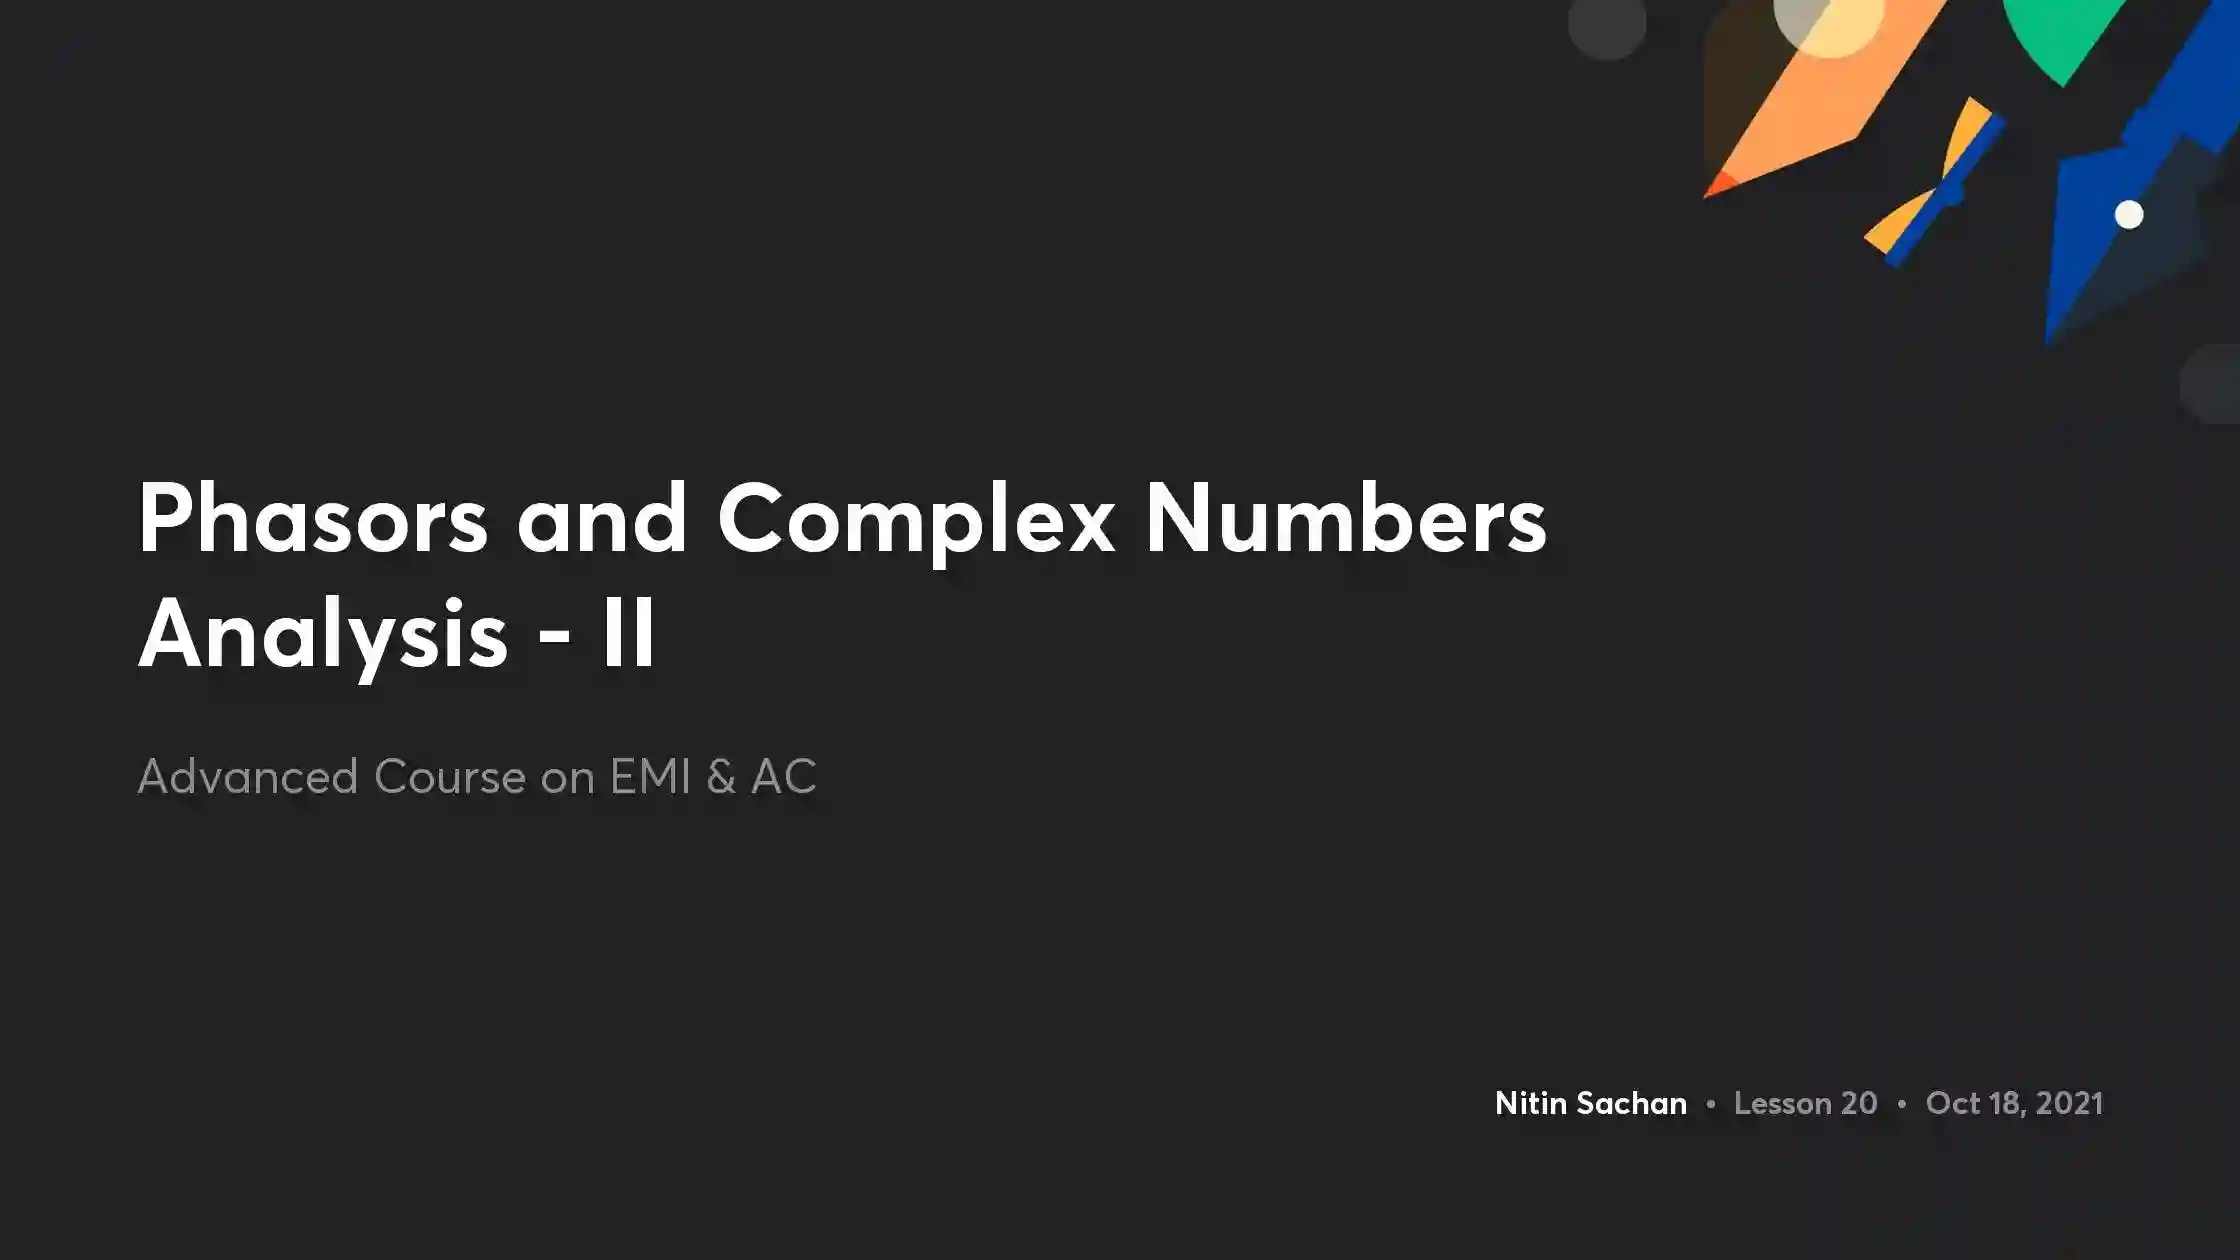 Phasors and Complex Numbers
Analysis - II
Advanced Course on EMI & AC
Nitin Sachan • Lesson 20 • Oct 18, 2021